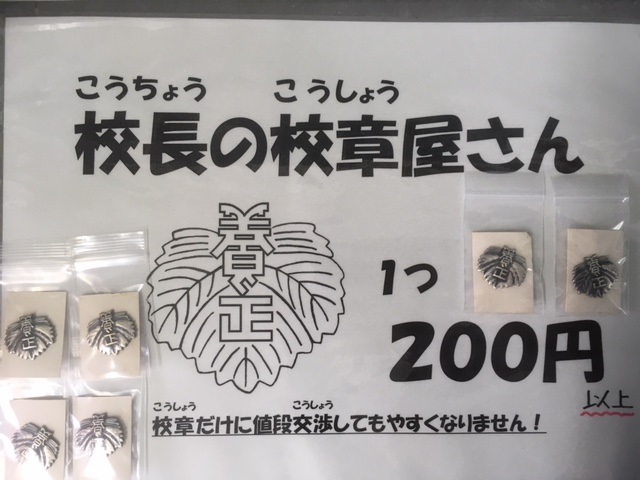 こうちょう こうしょう
校長の校章屋さん
養正
1つ
200円
以上
こうしょう こうしょう
校章だけに値段交渉してもやすくなりません！